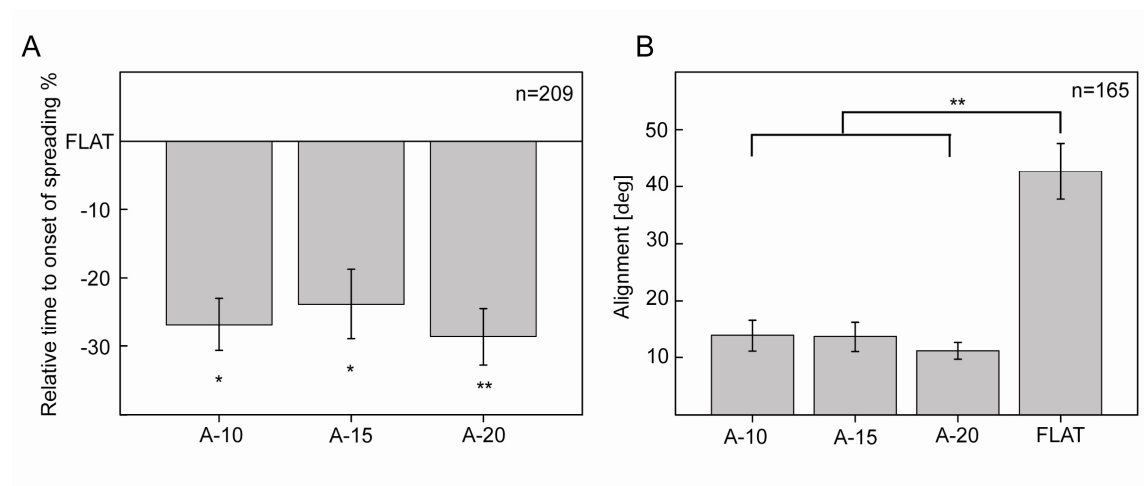 A
Relative time to onset of spreading %
n=209
FLAT
-10
-20
-30
*
*
**
A-10
A-15
A-20
B
Alignment [deg]
n=165
**
50
40
30
20
10
A-10
A-15
A-20
FLAT